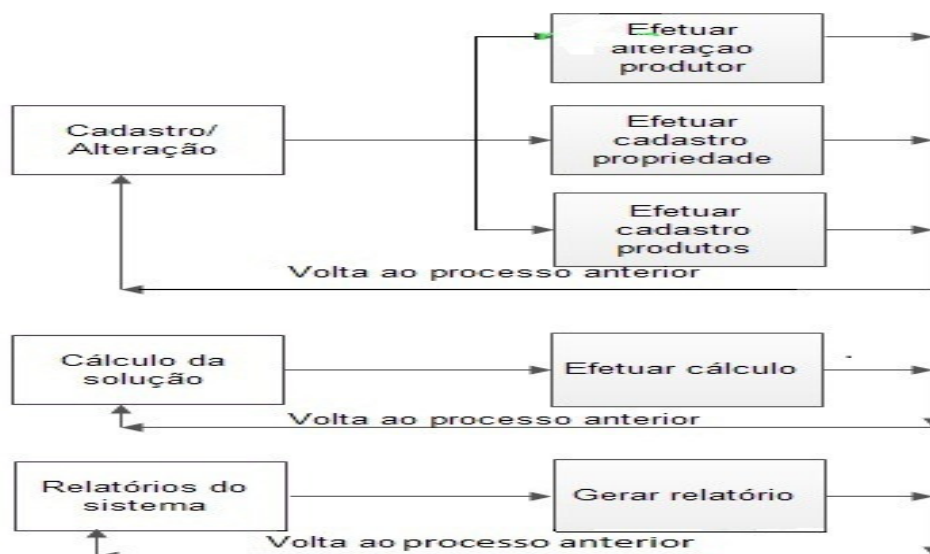 Efetuar
alteração
produtor
Cadastro/
Alteração
Efetuar
cadastro
propriedade
Efetuar
cadastro
produtos
Volta ao processo anterior
Cálculo da
solução
Efetuar cálculo
Volta ao processo anterior
Relatórios do
sistema
Gerar relatório
Volta ao processo anterior